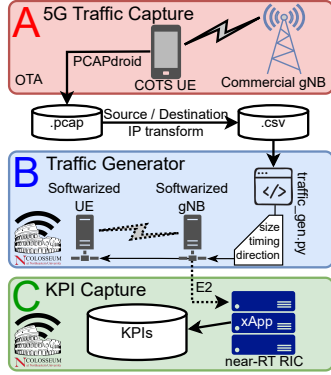 A 5G Traffic Capture
PCAPdroid
OTA
COTS UE
Commercial gNB
.pcap
Source / Destination
IP transform
.csv
B Traffic Generator
Softwarized
UE
Softwarized
gNB
traffic_gen.py
size
timing
direction
COLOSSEUM
C KPI Capture
E2
KPIs
xApp
near-RT RIC
COLOSSEUM